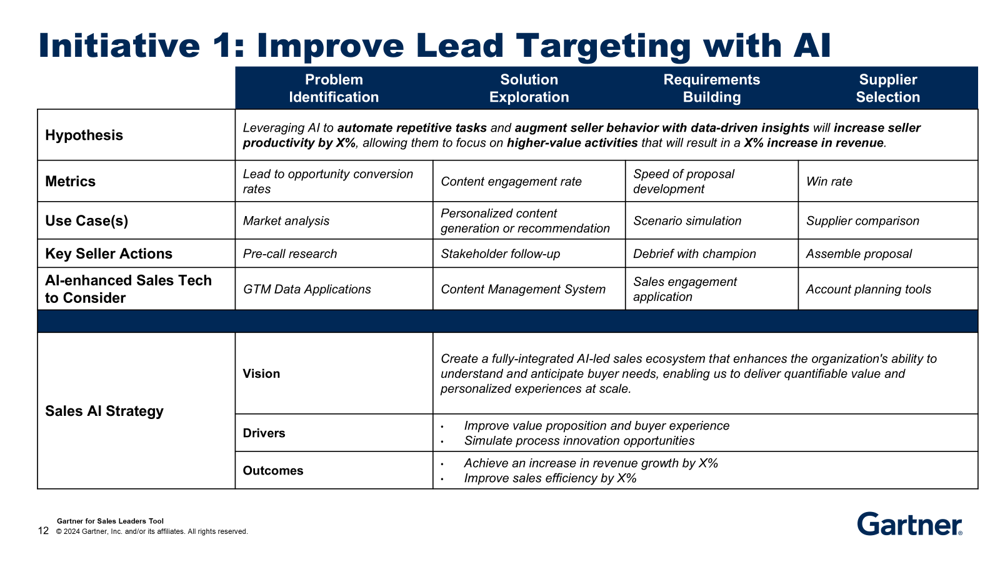 Initiative 1: Improve Lead Targeting with AI
Problem
Identification
Solution
Exploration
Requirements
Building
Supplier
Selection
Hypothesis
Leveraging AI to automate repetitive tasks and augment seller behavior with data-driven insights will increase seller
productivity by X%, allowing them to focus on higher-value activities that will result in a X% increase in revenue.
Metrics
Lead to opportunity conversion
rates
Content engagement rate
Speed of proposal
development
Win rate
Use Case(s)
Market analysis
Personalized content
generation or recommendation
Scenario simulation
Supplier comparison
Key Seller Actions
Pre-call research
Stakeholder follow-up
Debrief with champion
Assemble proposal
AI-enhanced Sales Tech
to Consider
GTM Data Applications
Content Management System
Sales engagement
application
Account planning tools
Sales AI Strategy
Vision
Create a fully-integrated AI-led sales ecosystem that enhances the organization's ability to
understand and anticipate buyer needs, enabling us to deliver quantifiable value and
personalized experiences at scale.
Drivers
• Improve value proposition and buyer experience
• Simulate process innovation opportunities
Outcomes
• Achieve an increase in revenue growth by X%
• Improve sales efficiency by X%
Gartner for Sales Leaders Tool
12 © 2024 Gartner, Inc. and/or its affiliates. All rights reserved.
Gartner®